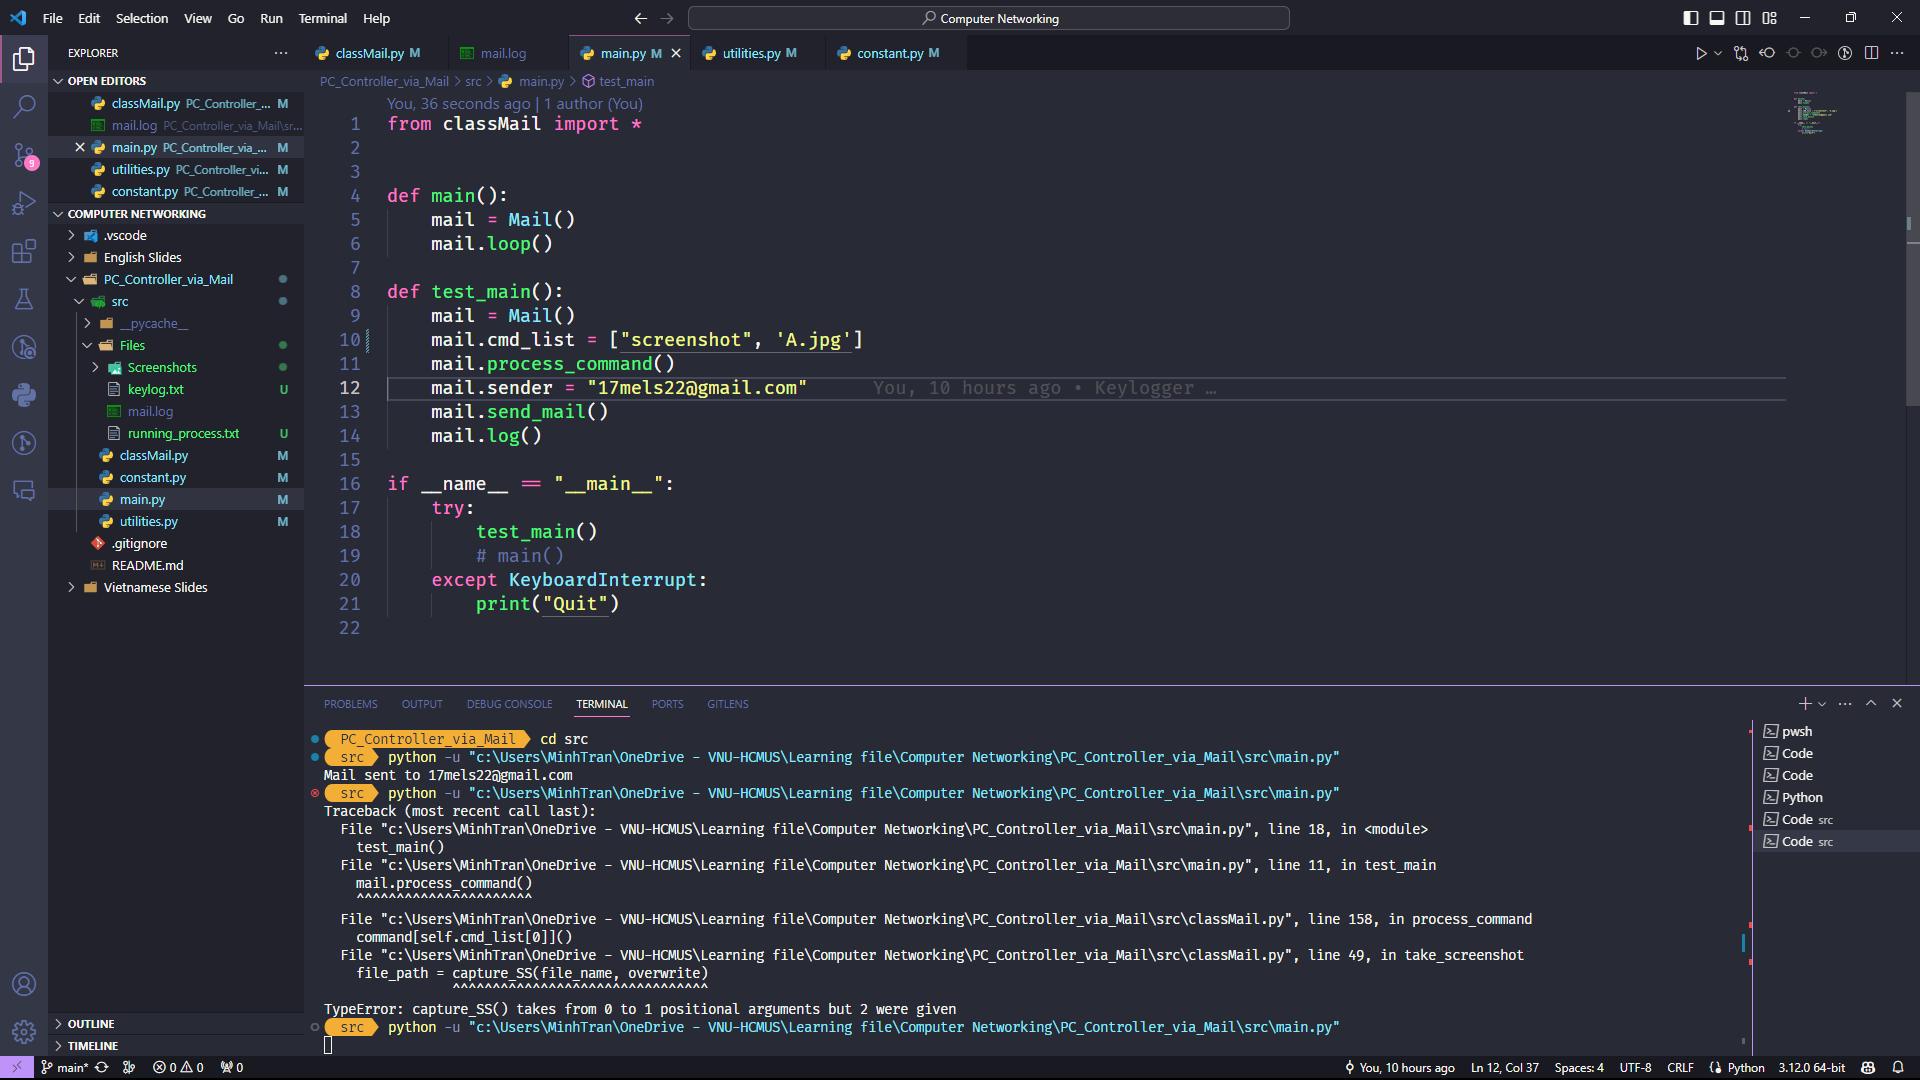 File Edit Selection View Go Run Terminal Help
Computer Networking
EXPLORER
OPEN EDITORS
classMail.py PC_Controller_... M
mail.log PC_Controller_via_Mail\sr...
main.py PC_Controller_via_... M
utilities.py PC_Controller_vi... M
constant.py PC_Controller_... M
COMPUTER NETWORKING
.vscode
English Slides
PC_Controller_via_Mail
src
__pycache__
Files
Screenshots
keylog.txt U
mail.log
running_process.txt U
classMail.py M
constant.py M
main.py M
utilities.py M
.gitignore
README.md
Vietnamese Slides
OUTLINE
TIMELINE
9
classMail.py M mail.log main.py M utilities.py M constant.py M
PC_Controller_via_Mail > src > main.py > test_main
You, 36 seconds ago | 1 author (You)
1 from classMail import *
2
3
4 def main():
5 mail = Mail()
6 mail.loop()
7
8 def test_main():
9 mail = Mail()
10 mail.cmd_list = ["screenshot", 'A.jpg']
11 mail.process_command()
12 mail.sender = "17mels22@gmail.com" You, 10 hours ago • Keylogger …
13 mail.send_mail()
14 mail.log()
15
16 if __name__ == "__main__":
17 try:
18 test_main()
19 # main()
20 except KeyboardInterrupt:
21 print("Quit")
22
PROBLEMS OUTPUT DEBUG CONSOLE TERMINAL PORTS GITLENS
PC_Controller_via_Mail cd src
src python -u "c:\Users\MinhTran\OneDrive - VNU-HCMUS\Learning file\Computer Networking\PC_Controller_via_Mail\src\main.py"
Mail sent to 17mels22@gmail.com
src python -u "c:\Users\MinhTran\OneDrive - VNU-HCMUS\Learning file\Computer Networking\PC_Controller_via_Mail\src\main.py"
Traceback (most recent call last):
File "c:\Users\MinhTran\OneDrive - VNU-HCMUS\Learning file\Computer Networking\PC_Controller_via_Mail\src\main.py", line 18, in <module>
test_main()
File "c:\Users\MinhTran\OneDrive - VNU-HCMUS\Learning file\Computer Networking\PC_Controller_via_Mail\src\main.py", line 11, in test_main
mail.process_command()
^^^^^^^^^^^^^^^^^^^^^^
File "c:\Users\MinhTran\OneDrive - VNU-HCMUS\Learning file\Computer Networking\PC_Controller_via_Mail\src\classMail.py", line 158, in process_command
command[self.cmd_list[0]]()
File "c:\Users\MinhTran\OneDrive - VNU-HCMUS\Learning file\Computer Networking\PC_Controller_via_Mail\src\classMail.py", line 49, in take_screenshot
file_path = capture_SS(file_name, overwrite)
^^^^^^^^^^^^^^^^^^^^^^^^^^^^^^^^
TypeError: capture_SS() takes from 0 to 1 positional arguments but 2 were given
src python -u "c:\Users\MinhTran\OneDrive - VNU-HCMUS\Learning file\Computer Networking\PC_Controller_via_Mail\src\main.py"
pwsh
Code
Code
Python
Code src
Code src
main* 0 0 0 You, 10 hours ago Ln 12, Col 37 Spaces: 4 UTF-8 CRLF Python 3.12.0 64-bit